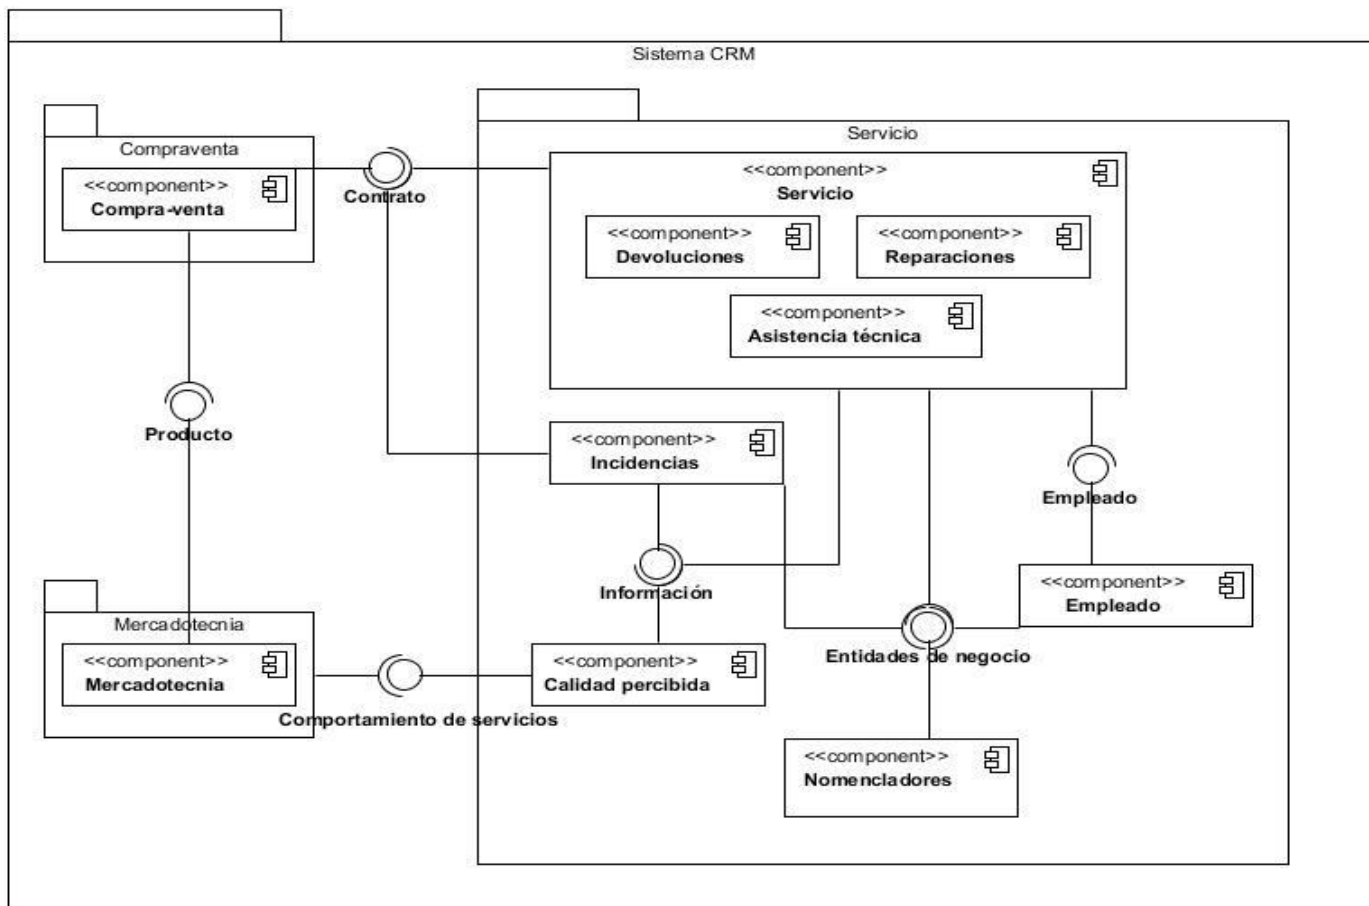 Sistema CRM
Compraventa
<<component>>
Compra-venta
Contrato
Servicio
<<component>>
Servicio
<<component>>
Devoluciones
<<component>>
Reparaciones
<<component>>
Asistencia técnica
Producto
<<component>>
Incidencias
Empleado
Información
<<component>>
Empleado
Mercadotecnia
<<component>>
Mercadotecnia
Comportamiento de servicios
<<component>>
Calidad percibida
Entidades de negocio
<<component>>
Nomencladores